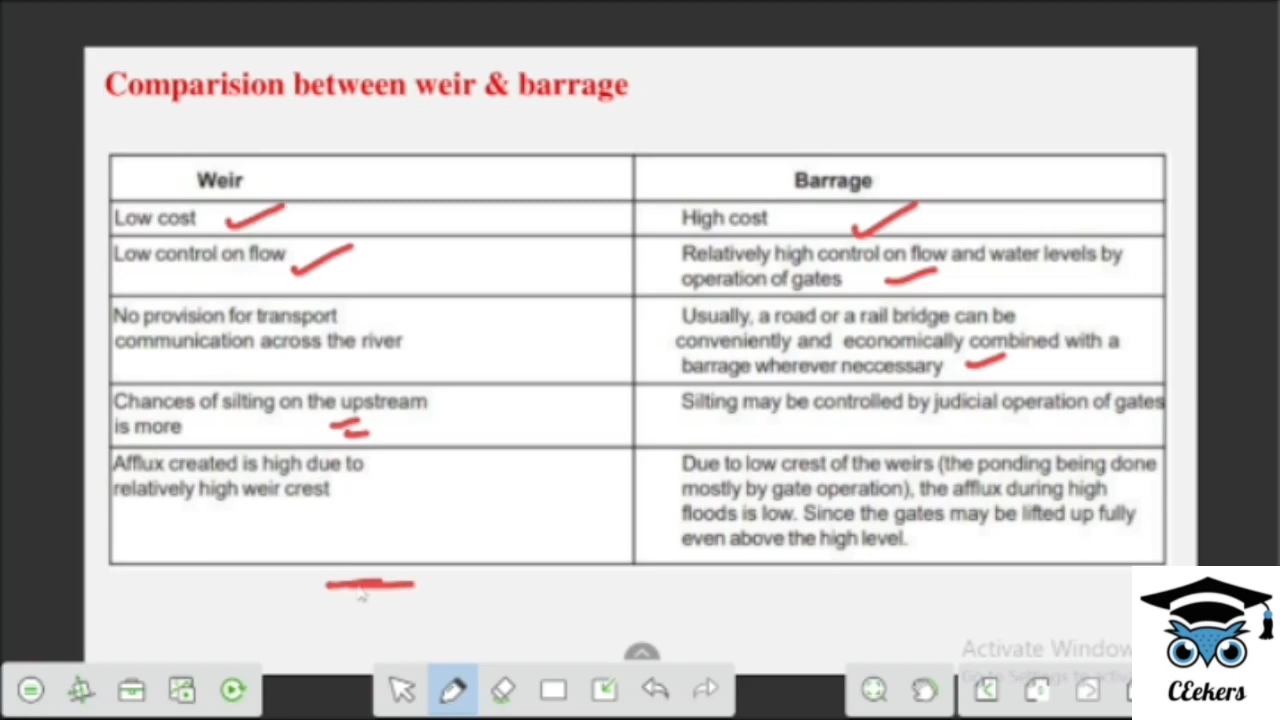 Comparision between weir & barrage
Weir
Barrage
Low cost
High cost
Low control on flow
Relatively high control on flow and water levels by
operation of gates
No provision for transport
communication across the river
Usually, a road or a rail bridge can be
conveniently and economically combined with a
barrage wherever neccessary
Chances of silting on the upstream
is more
Silting may be controlled by judicial operation of gates
Afflux created is high due to
relatively high weir crest
Due to low crest of the weirs (the ponding being done
mostly by gate operation), the afflux during high
floods is low. Since the gates may be lifted up fully
even above the high level.
Activate Window
CEekers